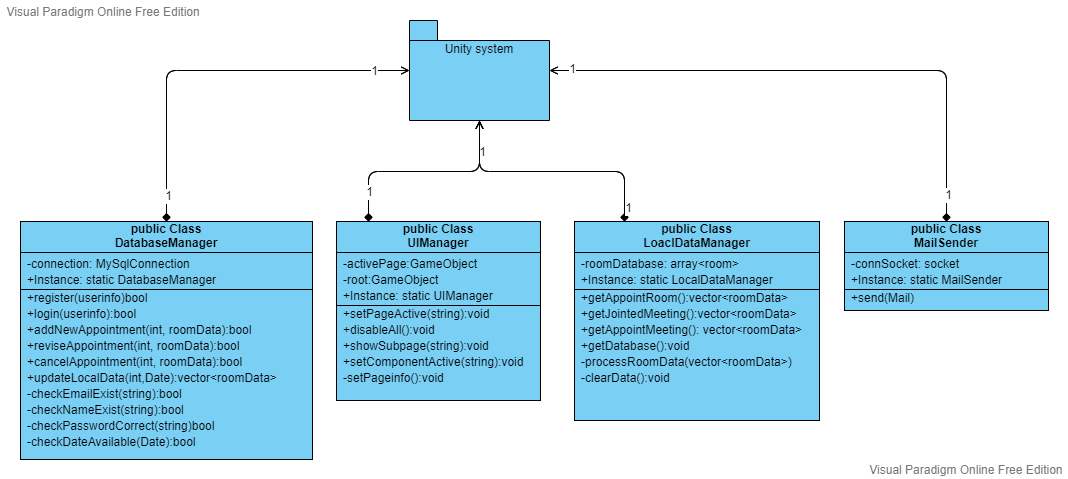 Visual Paradigm Online Free Edition
Unity system
1
1
1
1
1
1
1
public Class
DatabaseManager
-connection: MySqlConnection
+Instance: static DatabaseManager
+register(userinfo)bool
+login(userinfo): bool
+addNewAppointment(int, roomData):bool
+reviseAppointment(int, roomData):bool
+cancelAppointment(int, roomData):bool
+updateLocalData(int,Date):vector<roomData>
-checkEmailExist(string):bool
-checkNameExist(string):bool
-checkPasswordCorrect(string)bool
-checkDateAvailable(Date):bool
public Class
UIManager
-activePage:GameObject
-root:GameObject
+Instance: static UIManager
+setPageActive(string):void
+disableAll():void
+showSubpage(string):void
+setComponentActive(string):void
-setPageinfo():void
public Class
LoaclDataManager
-roomDatabase: array<room>
+Instance: static LocalDataManager
+getAppointRoom():vector<roomData>
+getJointedMeeting():vector<roomData>
+getAppointMeeting(): vector<roomData>
+getDatabase():void
-processRoomData(vector<roomData>)
-clearData():void
public Class
MailSender
-connSocket: socket
+Instance: static MailSender
+send(Mail)
Visual Paradigm Online Free Edition